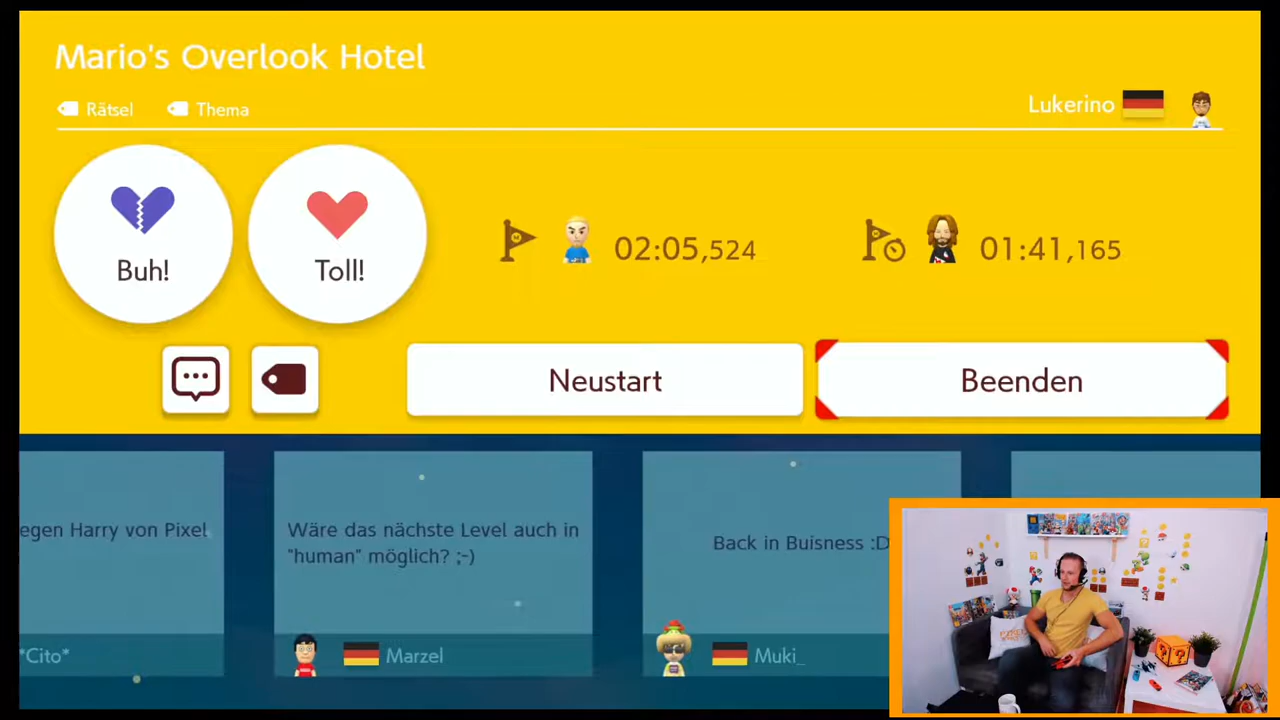 Mario's Overlook Hotel
Rätsel Thema
Lukerino
Buh!
Toll!
02:05,524
01:41,165
Neustart
Beenden
egen Harry von Pixel
*Cito*
Wäre das nächste Level auch in
"human" möglich? ;-)
Marzel
Back in Buisness :D
Muki_